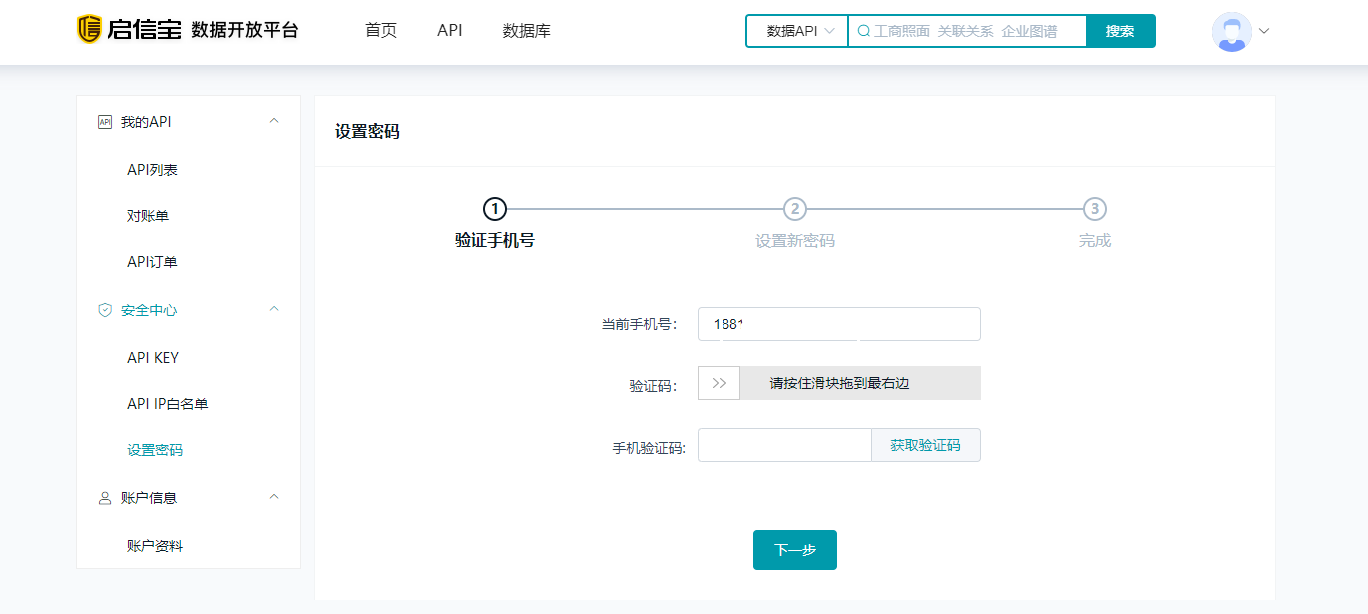 启信宝 数据开放平台 首页 API 数据库 数据API 工商照面 关联关系 企业图谱 搜索
API 我的API
API列表
对账单
API订单
安全中心
API KEY
API IP白名单
设置密码
账户信息
账户资料
设置密码
1 2 3
验证手机号 设置新密码 完成
当前手机号: 188*
验证码: 请按住滑块拖到最右边
手机验证码: 获取验证码
下一步